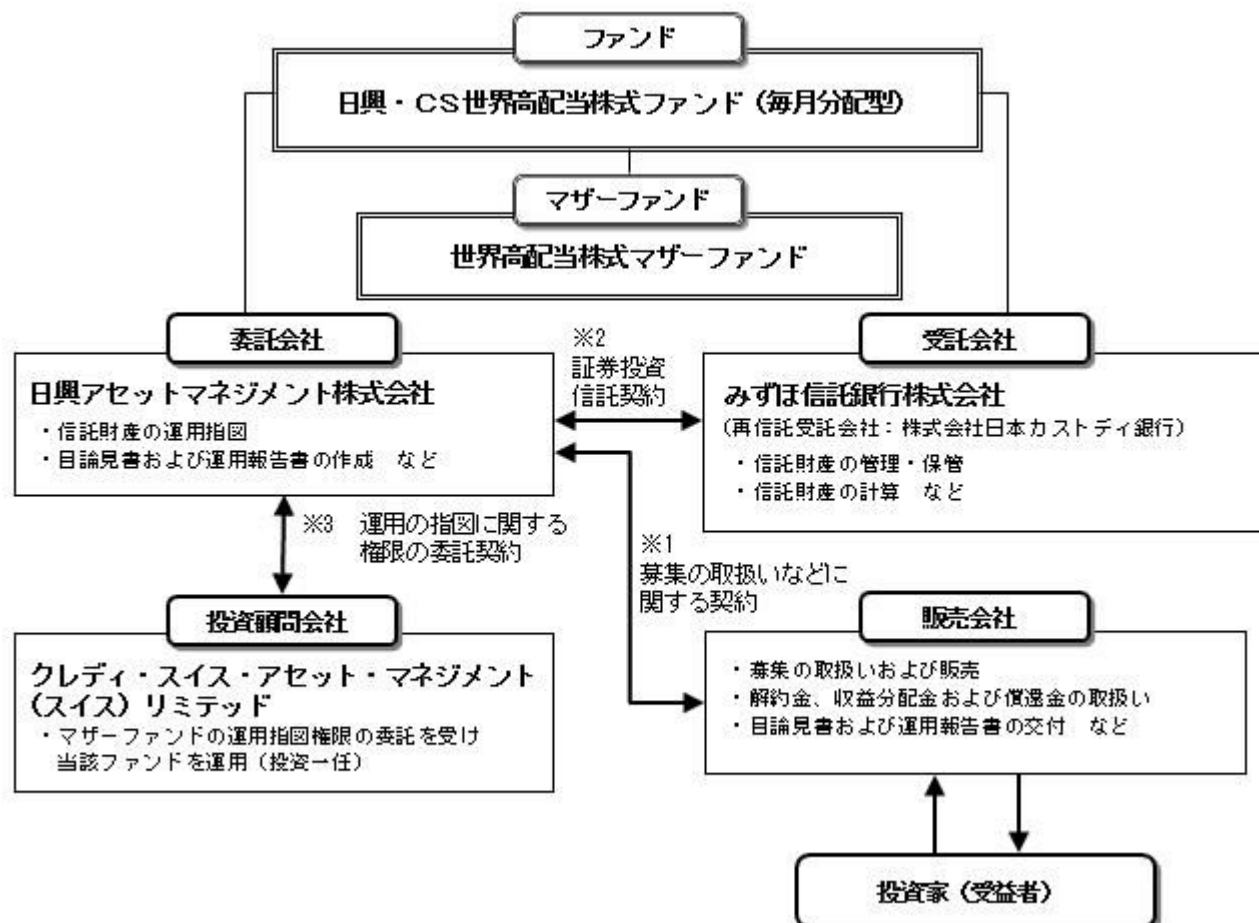 ファンド
日興・CS世界高配当株式ファンド（毎月分配型）
マザーファンド
世界高配当株式マザーファンド
委託会社
日興アセットマネジメント株式会社
・信託財産の運用指図
・目論見書および運用報告書の作成　など
※2
証券投資
信託契約
受託会社
みずほ信託銀行株式会社
（再信託受託会社：株式会社日本カストディ銀行）
・信託財産の管理・保管
・信託財産の計算　など
※3　運用の指図に関する
権限の委託契約
※1
募集の取扱いなどに
関する契約
投資顧問会社
クレディ・スイス・アセット・マネジメント
（スイス）リミテッド
・マザーファンドの運用指図権限の委託を受け
当該ファンドを運用（投資一任）
販売会社
・募集の取扱いおよび販売
・解約金、収益分配金および償還金の取扱い
・目論見書および運用報告書の交付　など
投資家（受益者）